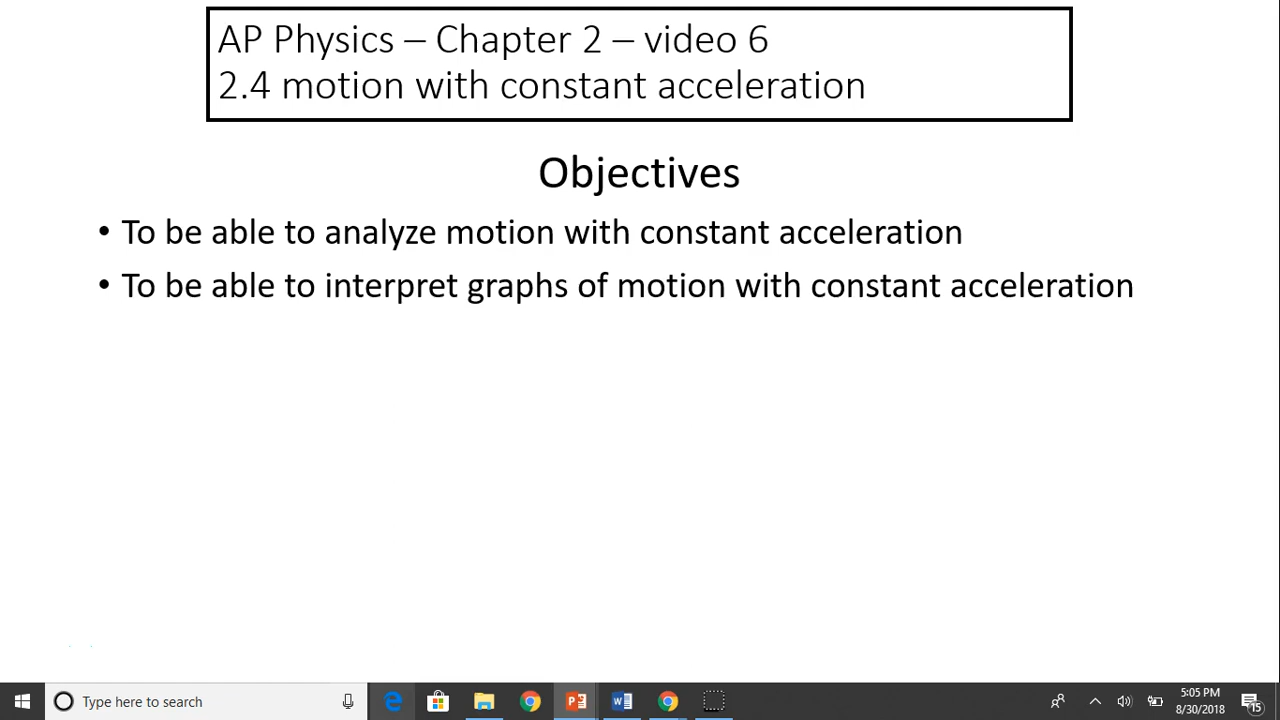 AP Physics – Chapter 2 – video 6
2.4 motion with constant acceleration
Objectives
• To be able to analyze motion with constant acceleration
• To be able to interpret graphs of motion with constant acceleration
Type here to search
5:05 PM
8/30/2018
15